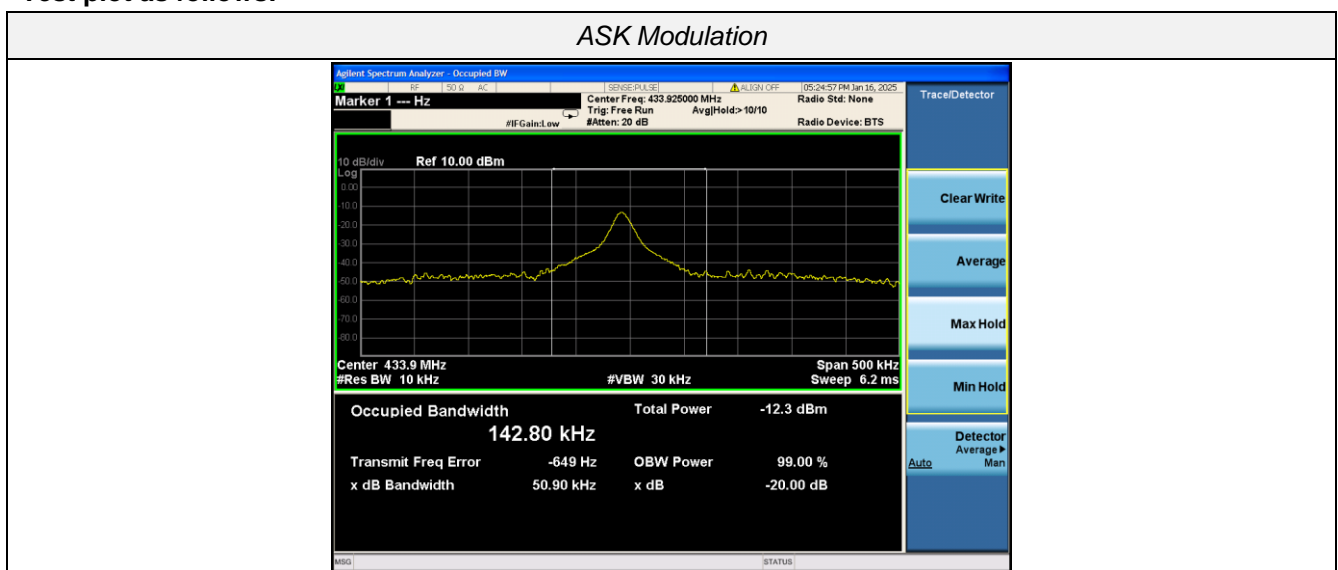 ASK Modulation
Agilent Spectrum Analyzer - Occupied BW
RF 50 Ω AC SENSE:PULSE ALIGN OFF 05:24:57 PM Jan 16, 2025
Marker 1 --- Hz
Center Freq: 433.925000 MHz
Radio Std: None
Trig: Free Run Avg|Hold:> 10/10
#IFGain:Low #Atten: 20 dB Radio Device: BTS
10 dB/div Ref 10.00 dBm
Log
0.00
-10.0
-20.0
-30.0
-40.0
-50.0
-60.0
-70.0
-80.0
Center 433.9 MHz Span 500 kHz
#Res BW 10 kHz #VBW 30 kHz Sweep 6.2 ms
Occupied Bandwidth Total Power -12.3 dBm
142.80 kHz
Transmit Freq Error -649 Hz OBW Power 99.00 %
x dB Bandwidth 50.90 kHz x dB -20.00 dB
MSG STATUS
Trace/Detector
Clear Write
Average
Max Hold
Min Hold
Detector
Average▶
Auto Man